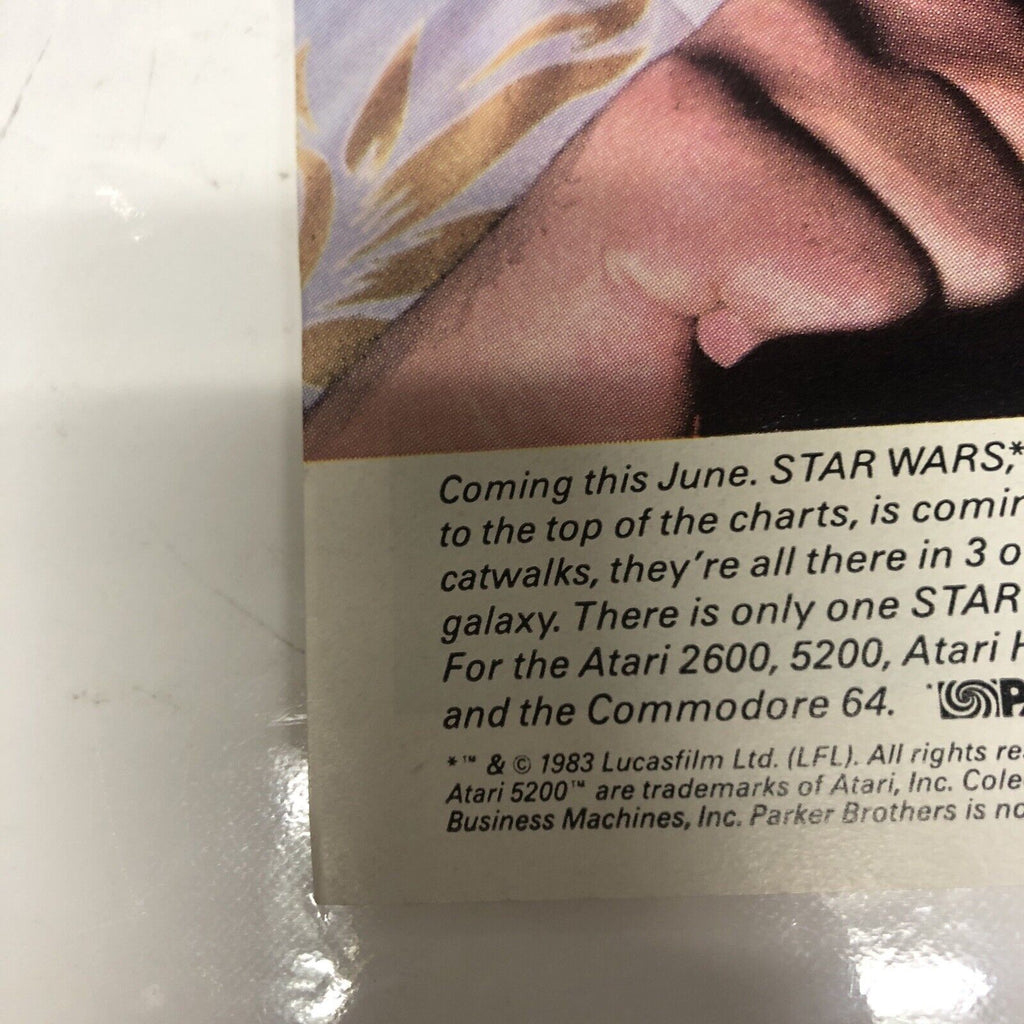 Coming this June. STAR WARS,*
to the top of the charts, is comin
catwalks, they're all there in 3 o
galaxy. There is only one STAR
For the Atari 2600, 5200, Atari H
and the Commodore 64. PA
*™ & © 1983 Lucasfilm Ltd. (LFL). All rights re
Atari 5200™ are trademarks of Atari, Inc. Cole
Business Machines, Inc. Parker Brothers is no